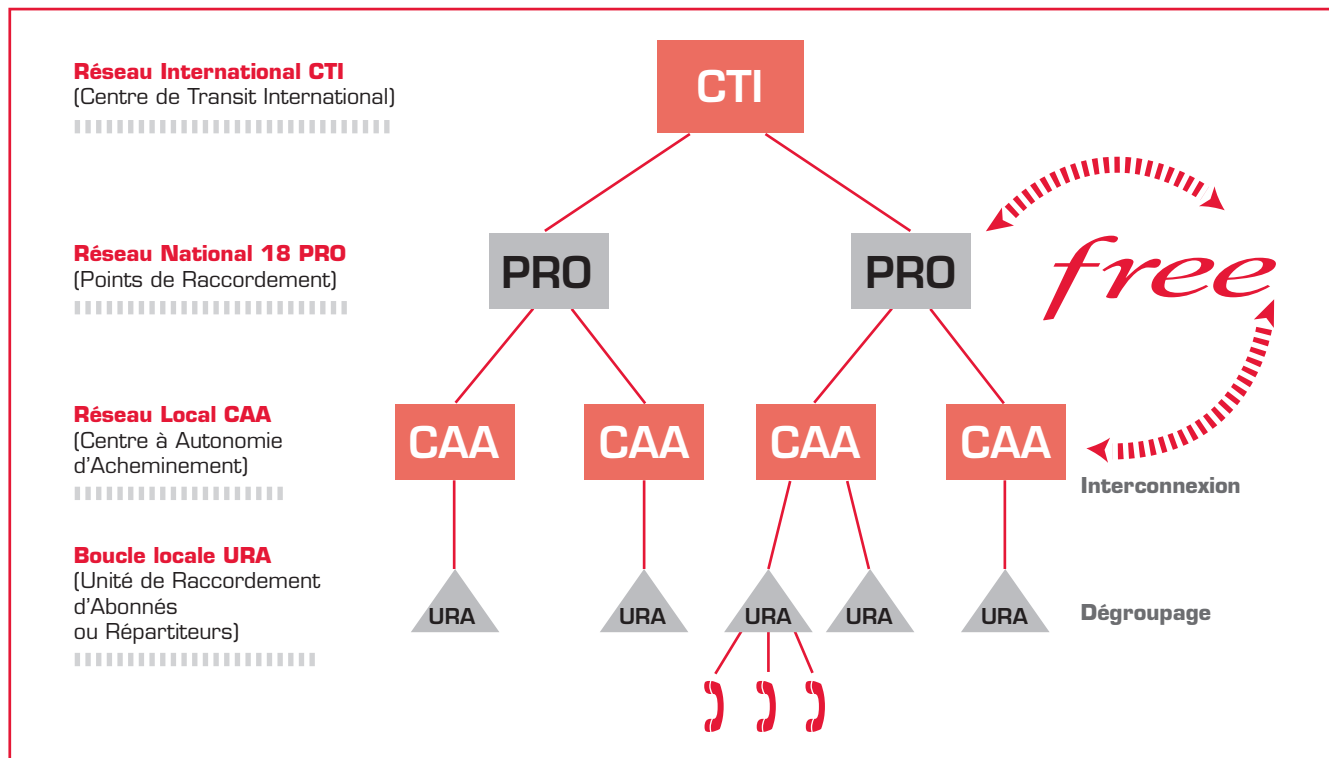 Réseau International CTI
(Centre de Transit International)
CTI
Réseau National 18 PRO
(Points de Raccordement)
PRO
PRO
free
Réseau Local CAA
(Centre à Autonomie
d'Acheminement)
CAA
CAA
CAA
CAA
Interconnexion
Boucle locale URA
(Unité de Raccordement
d'Abonnés
ou Répartiteurs)
URA
URA
URA
URA
URA
Dégroupage